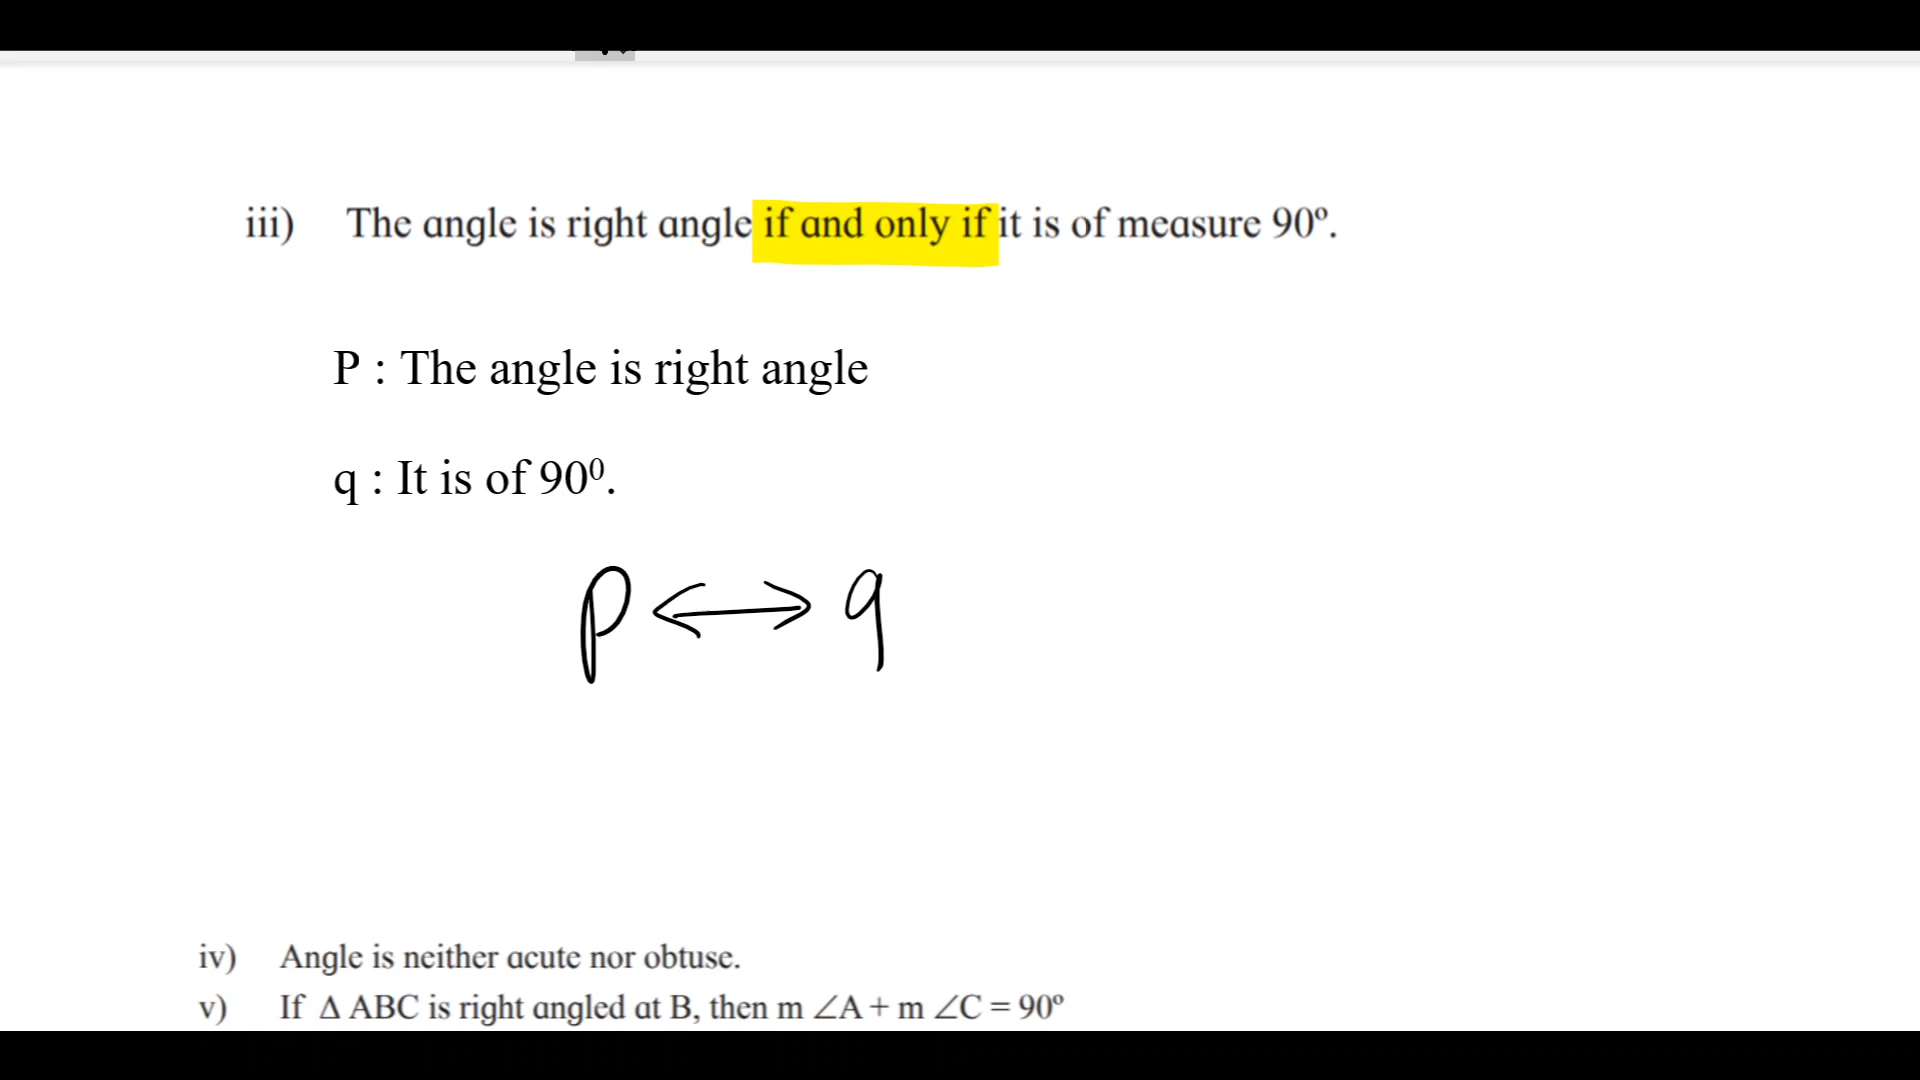 iii) The angle is right angle if and only if it is of measure 90º.
P : The angle is right angle
q : It is of 90⁰.
p ⟷ q
iv) Angle is neither acute nor obtuse.
v) If Δ ABC is right angled at B, then m ∠A + m ∠C = 90º